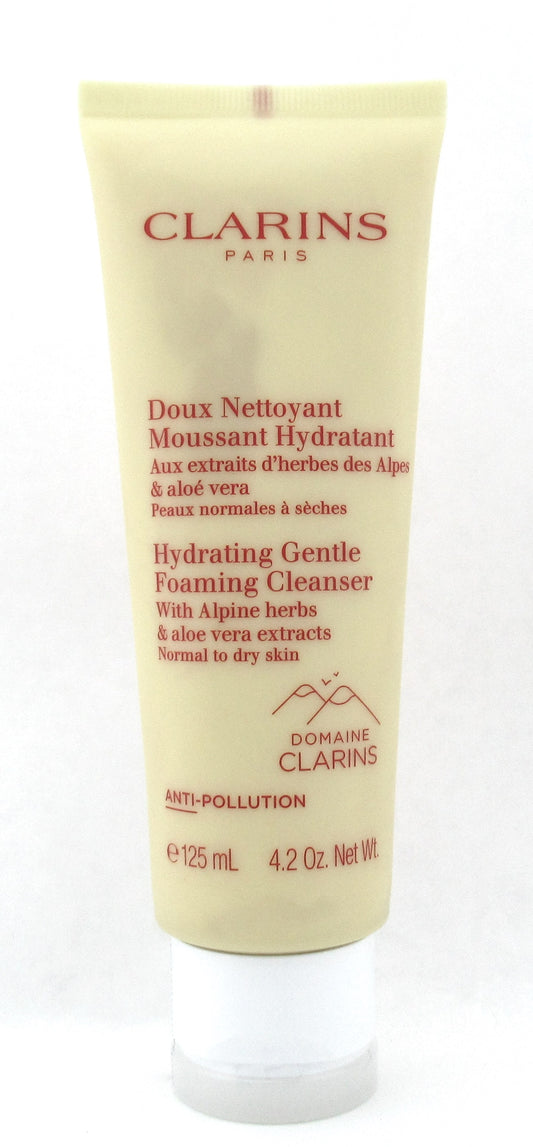 CLARINS
PARIS
Doux Nettoyant
Moussant Hydratant
Aux extraits d'herbes des Alpes
& aloé vera
Peaux normales à sèches
Hydrating Gentle
Foaming Cleanser
With Alpine herbs
& aloe vera extracts
Normal to dry skin
DOMAINE
CLARINS
ANTI-POLLUTION
℮125 mL 4.2 Oz. Net Wt.